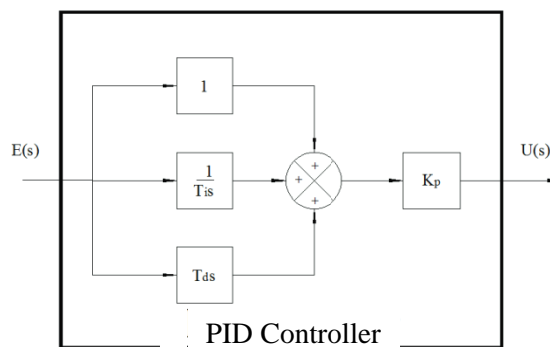 1
E(s)
U(s)
+
1
Tis
+
+
Kp
+
Tds
PID Controller